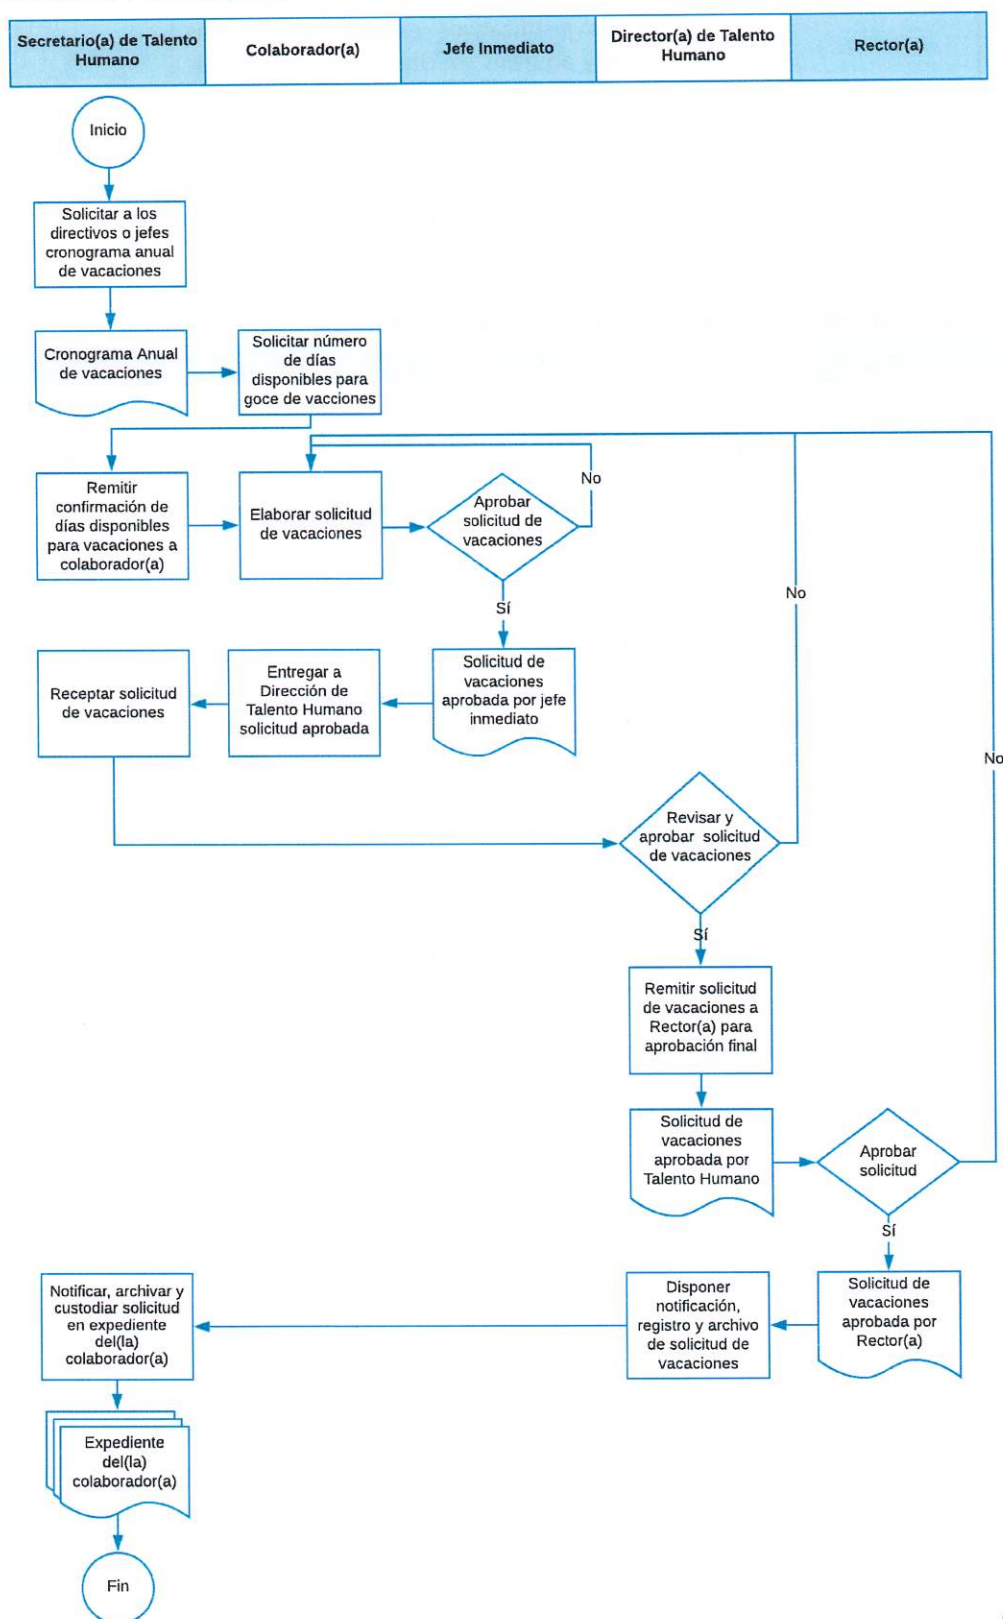 Secretario(a) de Talento
Humano
Colaborador(a)
Jefe Inmediato
Director(a) de Talento
Humano
Rector(a)
Inicio
Solicitar a los
directivos o jefes
cronograma anual
de vacaciones
Cronograma Anual
de vacaciones
Solicitar número
de días
disponibles para
goce de vacciones
Remitir
confirmación de
días disponibles
para vacaciones a
colaborador(a)
Elaborar solicitud
de vacaciones
Aprobar
solicitud de
vacaciones
No
No
Sí
Receptar solicitud
de vacaciones
Entregar a
Dirección de
Talento Humano
solicitud aprobada
Solicitud de
vacaciones
aprobada por jefe
inmediato
No
Revisar y
aprobar solicitud
de vacaciones
Sí
Remitir solicitud
de vacaciones a
Rector(a) para
aprobación final
Solicitud de
vacaciones
aprobada por
Talento Humano
Aprobar
solicitud
Sí
Notificar, archivar y
custodiar solicitud
en expediente
del(la)
colaborador(a)
Disponer
notificación,
registro y archivo
de solicitud de
vacaciones
Solicitud de
vacaciones
aprobada por
Rector(a)
Expediente
del(la)
colaborador(a)
Fin